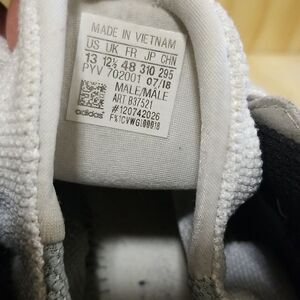 MADE IN VIETNAM
US UK FR JP CHN
13 12½ 48 310 295
PYV 702001 07/18
MALE/MALE
ART B37521
#120742026
adidas